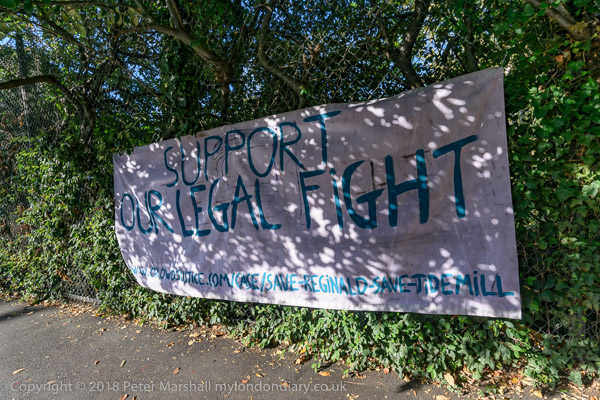 SUPPORT
OUR LEGAL FIGHT
CROWDJUSTICE.COM/CASE/SAVE-REGINALD-SAVE-TIDEMILL
Copyright © 2018 Peter Marshall mylondondiary.co.uk